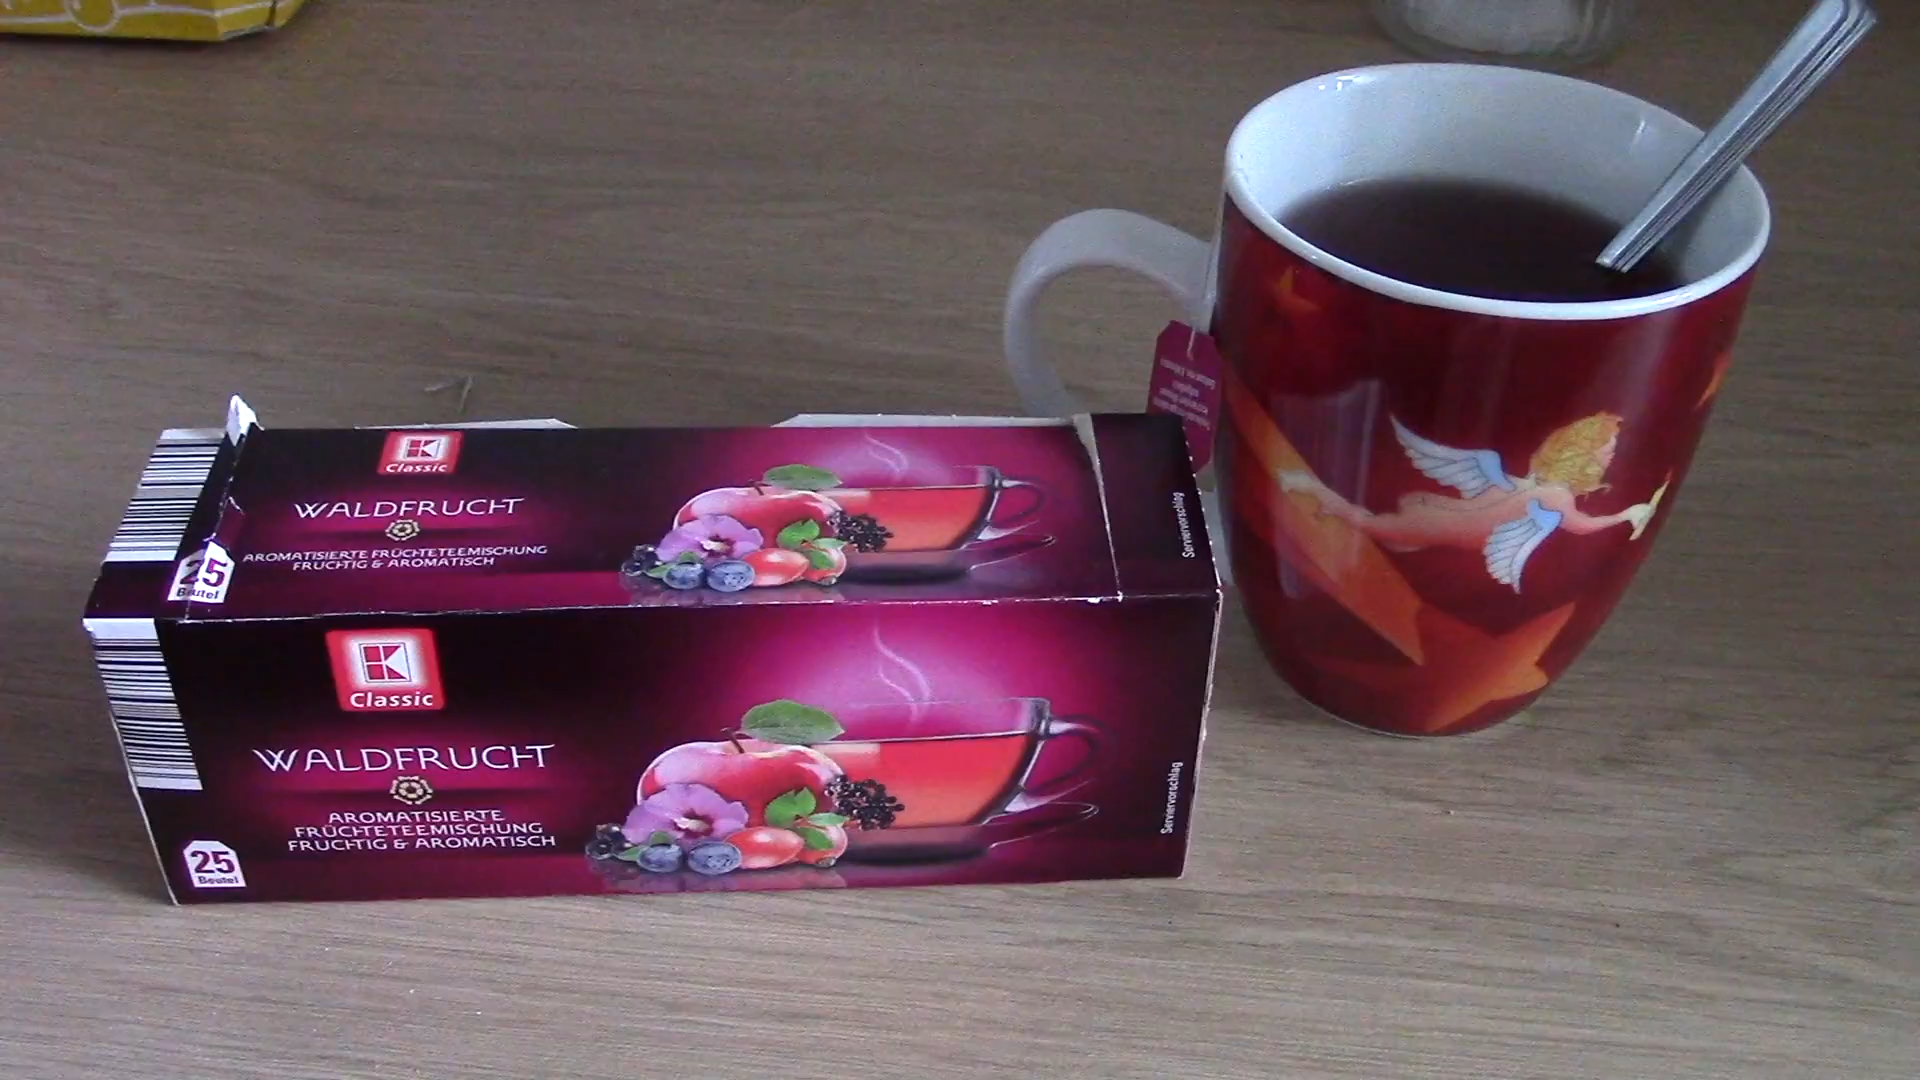 K
Classic
WALDFRUCHT
AROMATISIERTE FRÜCHTETEEMISCHUNG
FRUCHTIG & AROMATISCH
25
Beutel
Serviervorschlag
K
Classic
WALDFRUCHT
AROMATISIERTE
FRÜCHTETEEMISCHUNG
FRUCHTIG & AROMATISCH
25
Beutel
Serviervorschlag